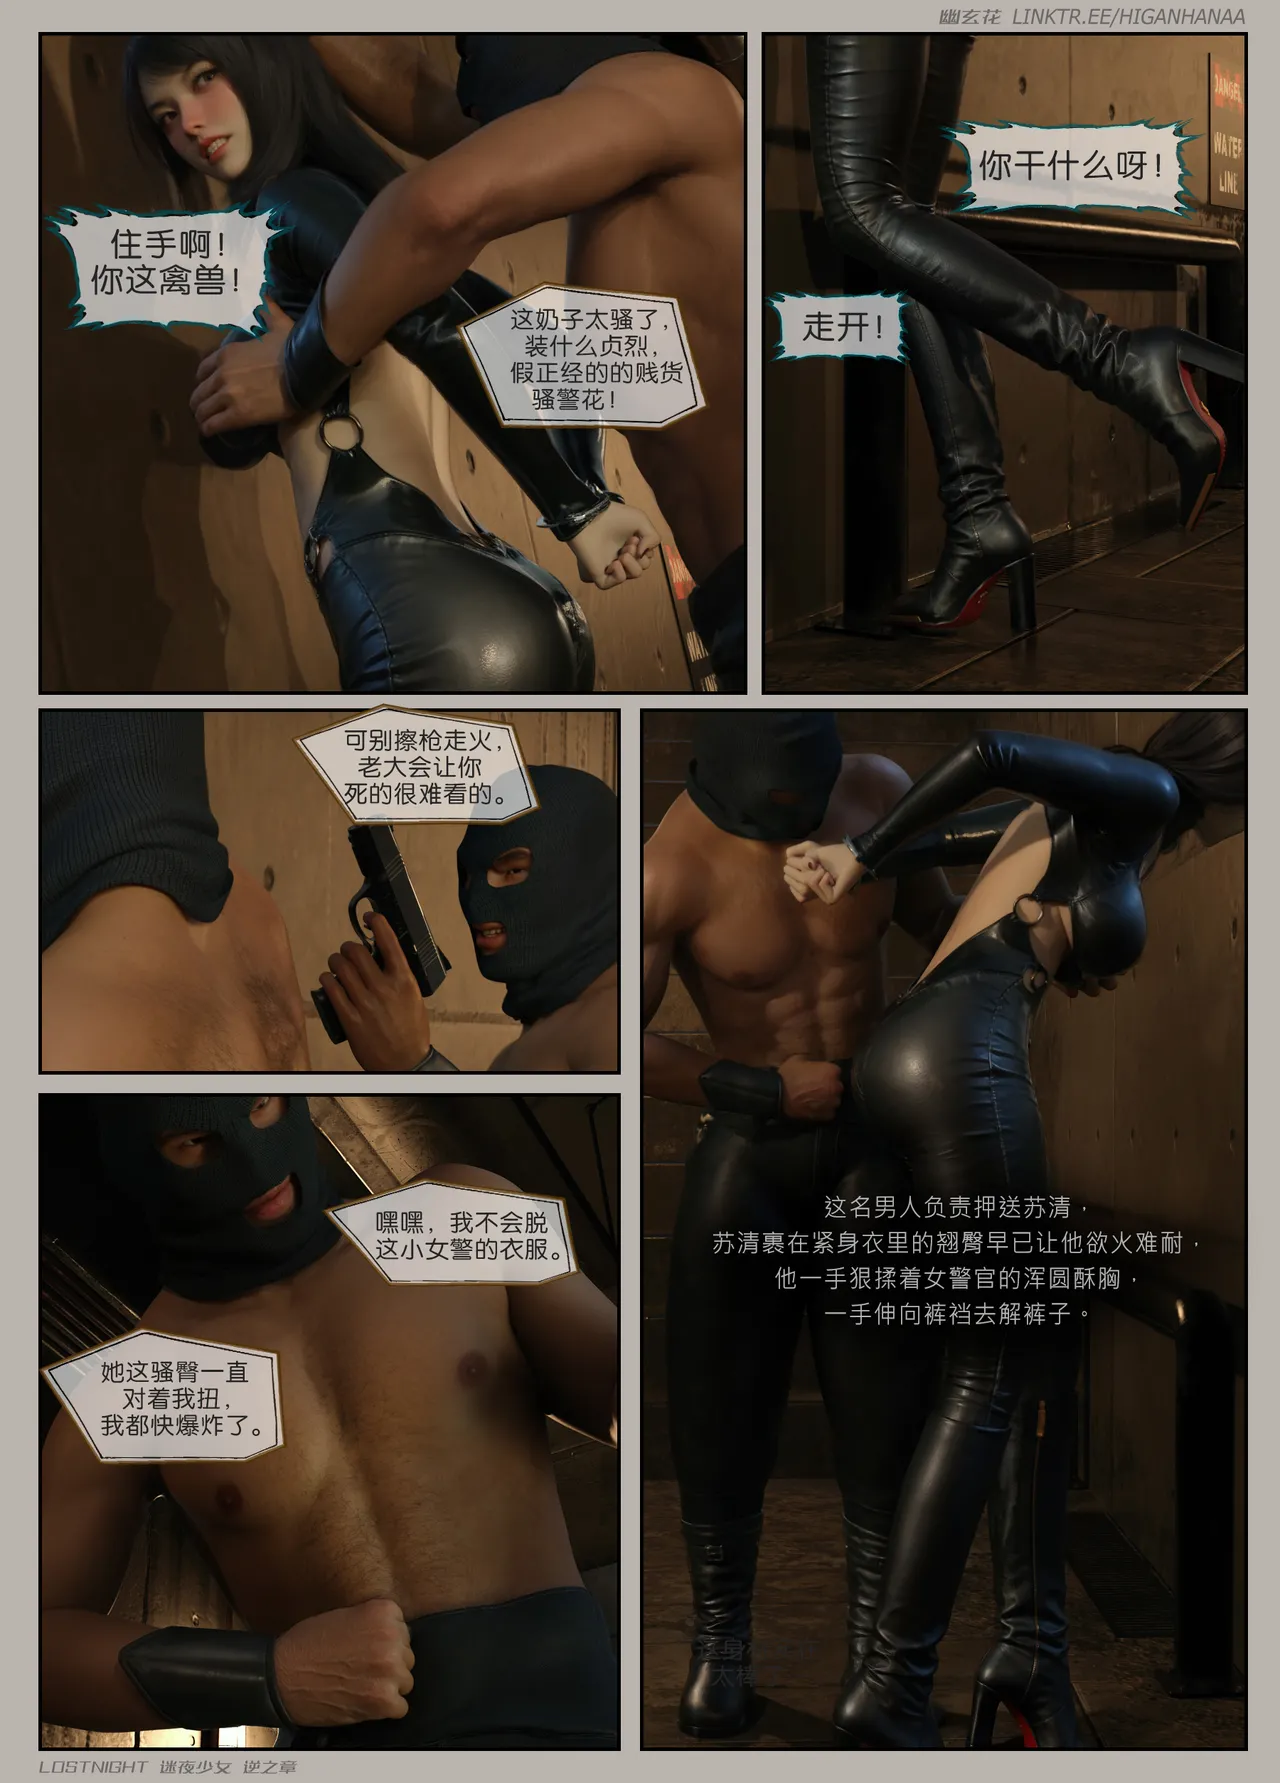 幽玄花 LINKTR.EE/HIGANHANAA
住手啊！
你这禽兽！
这奶子太骚了，
装什么贞烈，
假正经的的贱货
骚警花！
你干什么呀！
走开！
JANGEL
WATER
LINE
可别擦枪走火，
老大会让你
死的很难看的。
嘿嘿，我不会脱
这小女警的衣服。
她这骚臀一直
对着我扭，
我都快爆炸了。
这名男人负责押送苏清，
苏清裹在紧身衣里的翘臀早已让他欲火难耐，
他一手狠揉着女警官的浑圆酥胸，
一手伸向裤裆去解裤子。
LOSTNIGHT 迷夜少女 逆之章